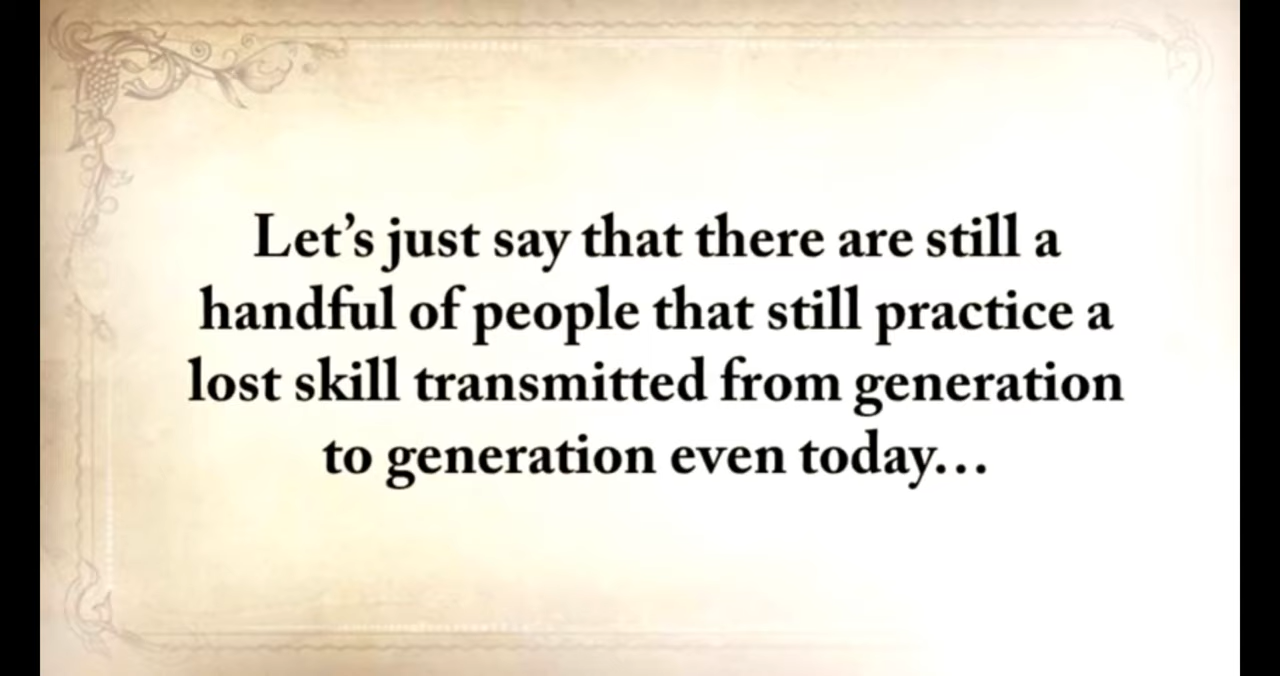 Let’s just say that there are still a
handful of people that still practice a
lost skill transmitted from generation
to generation even today…